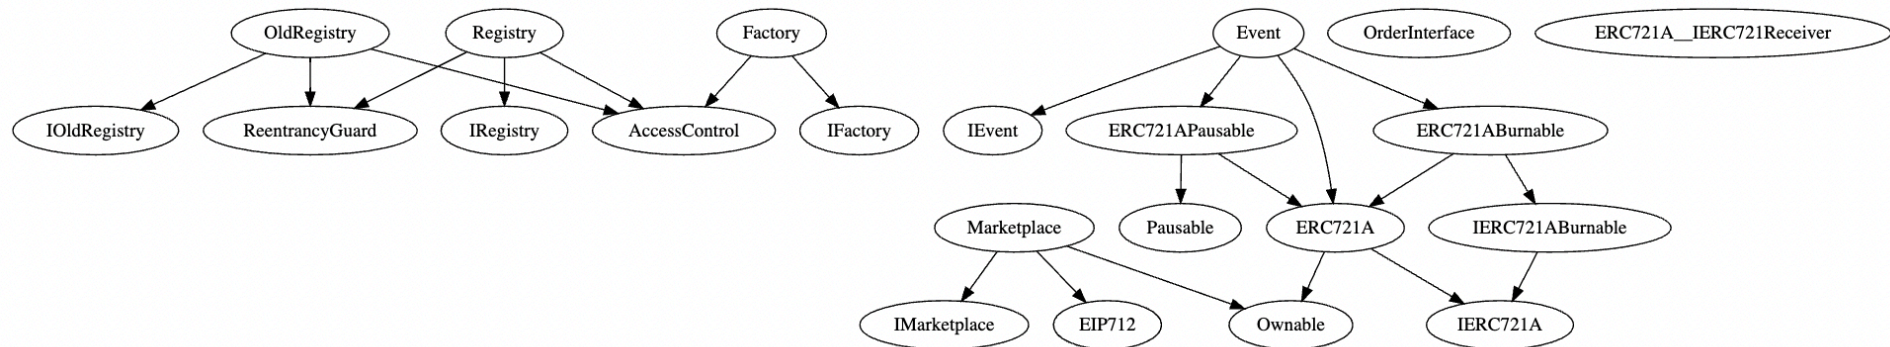 OldRegistry
Registry
Factory
Event
OrderInterface
ERC721A__IERC721Receiver
IOldRegistry
ReentrancyGuard
IRegistry
AccessControl
IFactory
IEvent
ERC721APausable
ERC721ABurnable
Marketplace
Pausable
ERC721A
IERC721ABurnable
IMarketplace
EIP712
Ownable
IERC721A